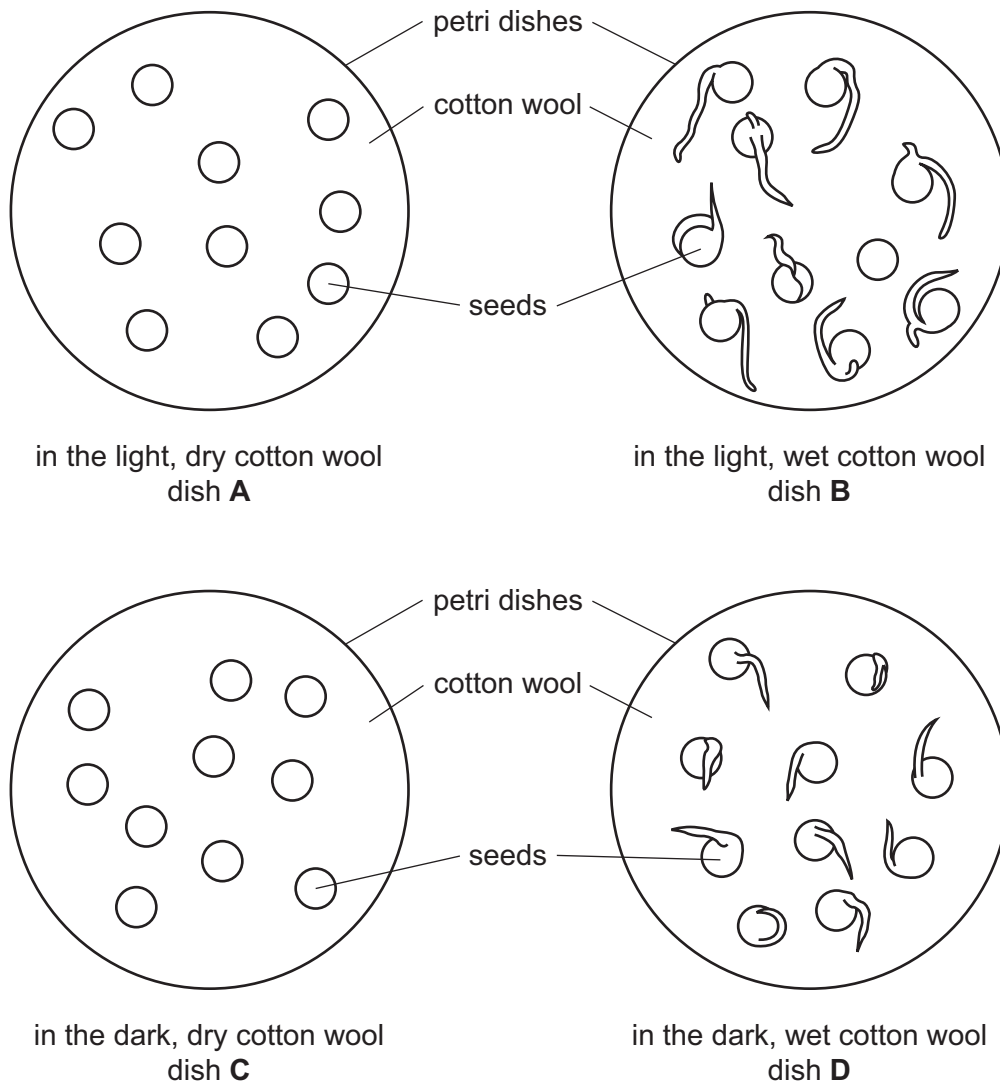 petri dishes
cotton wool
seeds
in the light, dry cotton wool
dish A
in the light, wet cotton wool
dish B
petri dishes
cotton wool
seeds
in the dark, dry cotton wool
dish C
in the dark, wet cotton wool
dish D